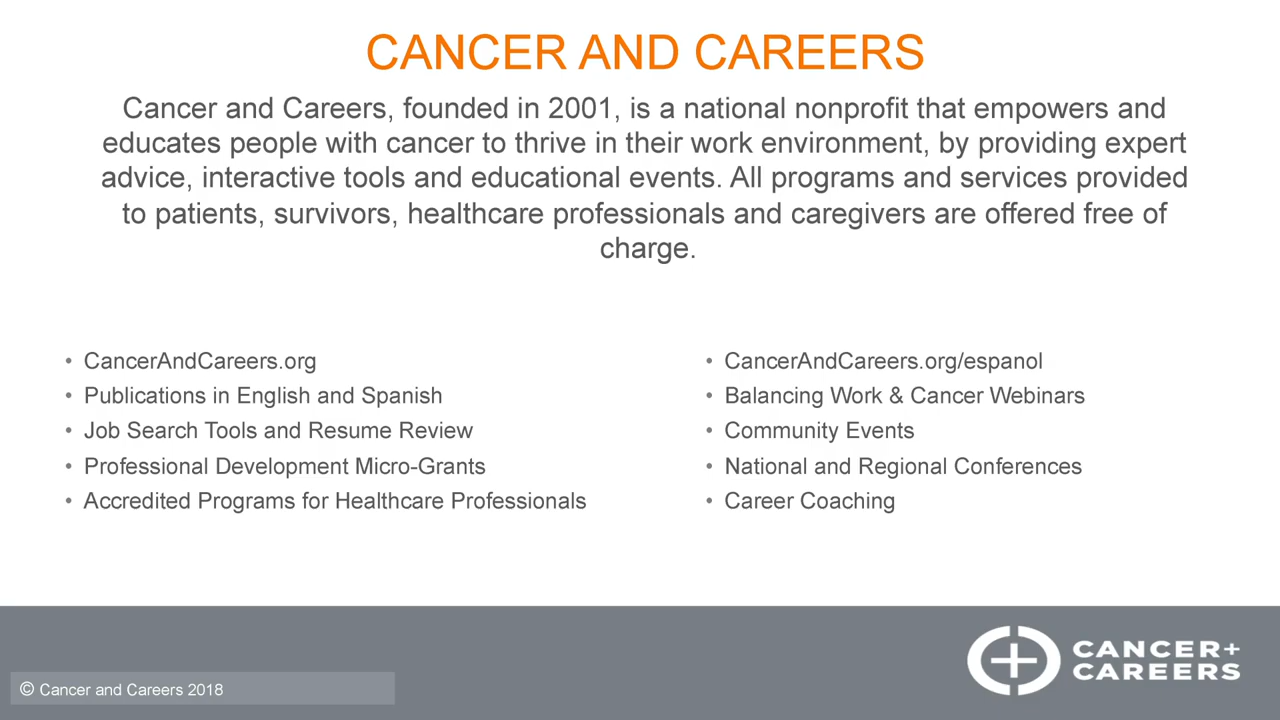 CANCER AND CAREERS
Cancer and Careers, founded in 2001, is a national nonprofit that empowers and
educates people with cancer to thrive in their work environment, by providing expert
advice, interactive tools and educational events. All programs and services provided
to patients, survivors, healthcare professionals and caregivers are offered free of
charge.
• CancerAndCareers.org
• Publications in English and Spanish
• Job Search Tools and Resume Review
• Professional Development Micro-Grants
• Accredited Programs for Healthcare Professionals
• CancerAndCareers.org/espanol
• Balancing Work & Cancer Webinars
• Community Events
• National and Regional Conferences
• Career Coaching
CANCER+
CAREERS
© Cancer and Careers 2018